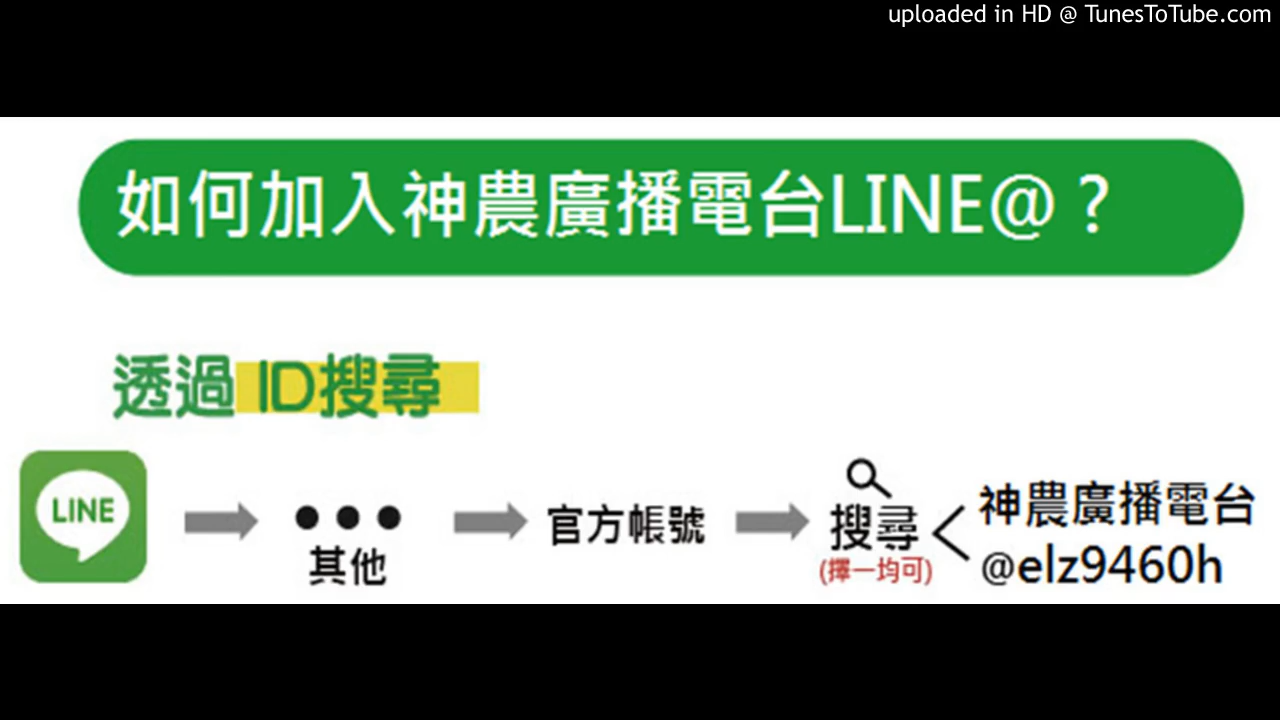 uploaded in HD @ TunesToTube.com
如何加入神農廣播電台LINE@？
透過 ID搜尋
LINE
其他
官方帳號
搜尋
(擇一均可)
神農廣播電台
@elz9460h